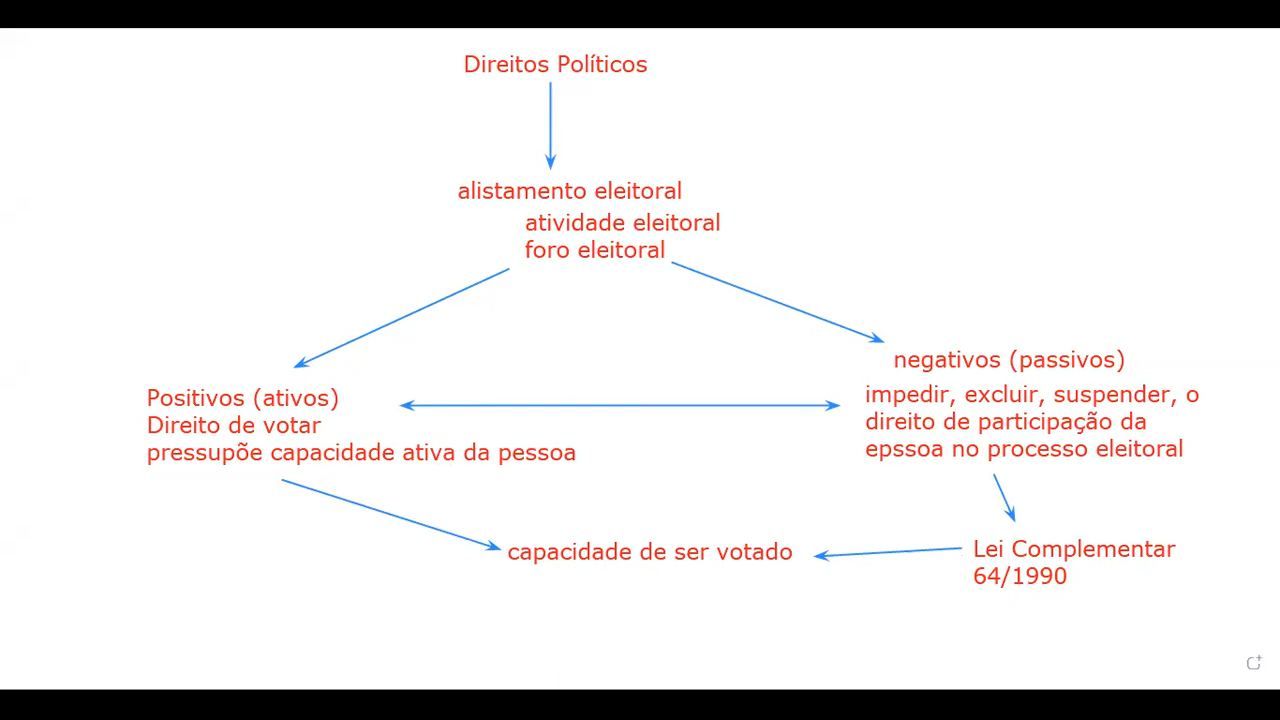 Direitos Políticos
alistamento eleitoral
atividade eleitoral
foro eleitoral
Positivos (ativos)
Direito de votar
pressupõe capacidade ativa da pessoa
negativos (passivos)
impedir, excluir, suspender, o
direito de participação da
epssoa no processo eleitoral
capacidade de ser votado
Lei Complementar
64/1990